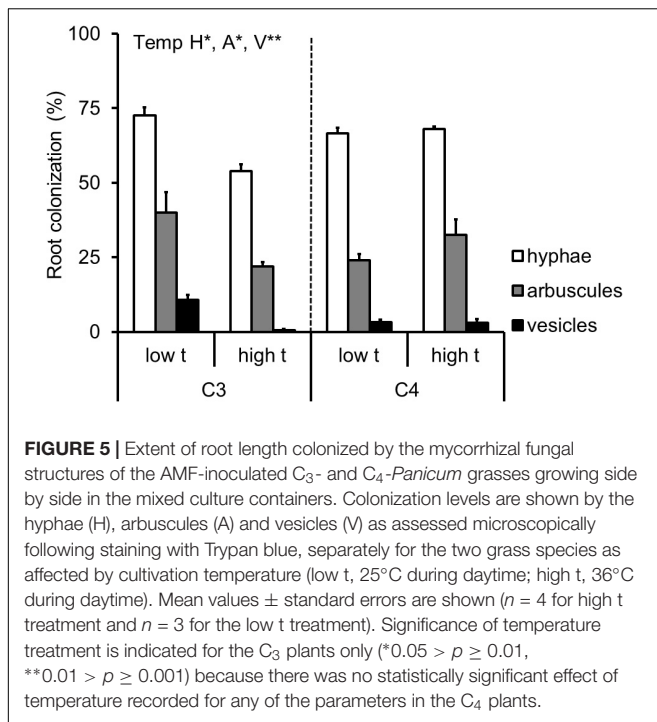 Temp H*, A*, V**
100
75
50
25
0
Root colonization (%)
hyphae
arbuscules
vesicles
low t high t low t high t
C3 C4
FIGURE 5 | Extent of root length colonized by the mycorrhizal fungal
structures of the AMF-inoculated C₃- and C₄-Panicum grasses growing side
by side in the mixed culture containers. Colonization levels are shown by the
hyphae (H), arbuscules (A) and vesicles (V) as assessed microscopically
following staining with Trypan blue, separately for the two grass species as
affected by cultivation temperature (low t, 25°C during daytime; high t, 36°C
during daytime). Mean values ± standard errors are shown (n = 4 for high t
treatment and n = 3 for the low t treatment). Significance of temperature
treatment is indicated for the C₃ plants only (*0.05 > p ≥ 0.01,
**0.01 > p ≥ 0.001) because there was no statistically significant effect of
temperature recorded for any of the parameters in the C₄ plants.